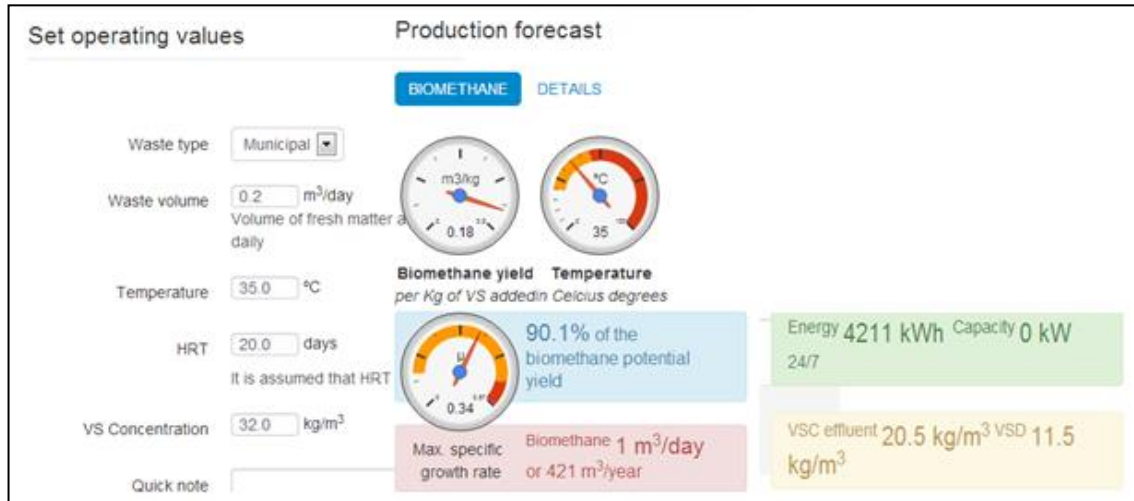 Set operating values
Production forecast
BIOMETHANE DETAILS
Waste type Municipal
Waste volume 0.2 m³/day
Volume of fresh matter a
daily
Temperature 35.0 ºC
HRT 20.0 days
It is assumed that HRT
VS Concentration 32.0 kg/m³
Quick note
m3/kg
0.18
ºC
35
Biomethane yield Temperature
per Kg of VS addedin Celcius degrees
μ
0.34
Max. specific
growth rate
90.1% of the
biomethane potential
yield
Biomethane 1 m³/day
or 421 m³/year
Energy 4211 kWh Capacity 0 kW
24/7
VSC effluent 20.5 kg/m³ VSD 11.5
kg/m³